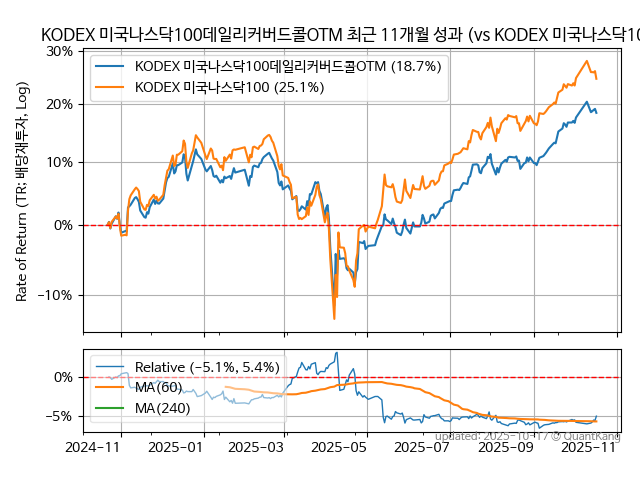 KODEX 미국나스닥100데일리커버드콜OTM 최근 11개월 성과 (vs KODEX 미국나스닥10
Rate of Return (TR: 배당재투자, Log)
30%
20%
10%
0%
−10%
KODEX 미국나스닥100데일리커버드콜OTM (18.7%)
KODEX 미국나스닥100 (25.1%)
0%
−5%
Relative (−5.1%, 5.4%)
MA(60)
MA(240)
2024−11
2025−01
2025−03
2025−05
2025−07
2025−09
2025−11
updated: 2025−10−17 © QuantKang